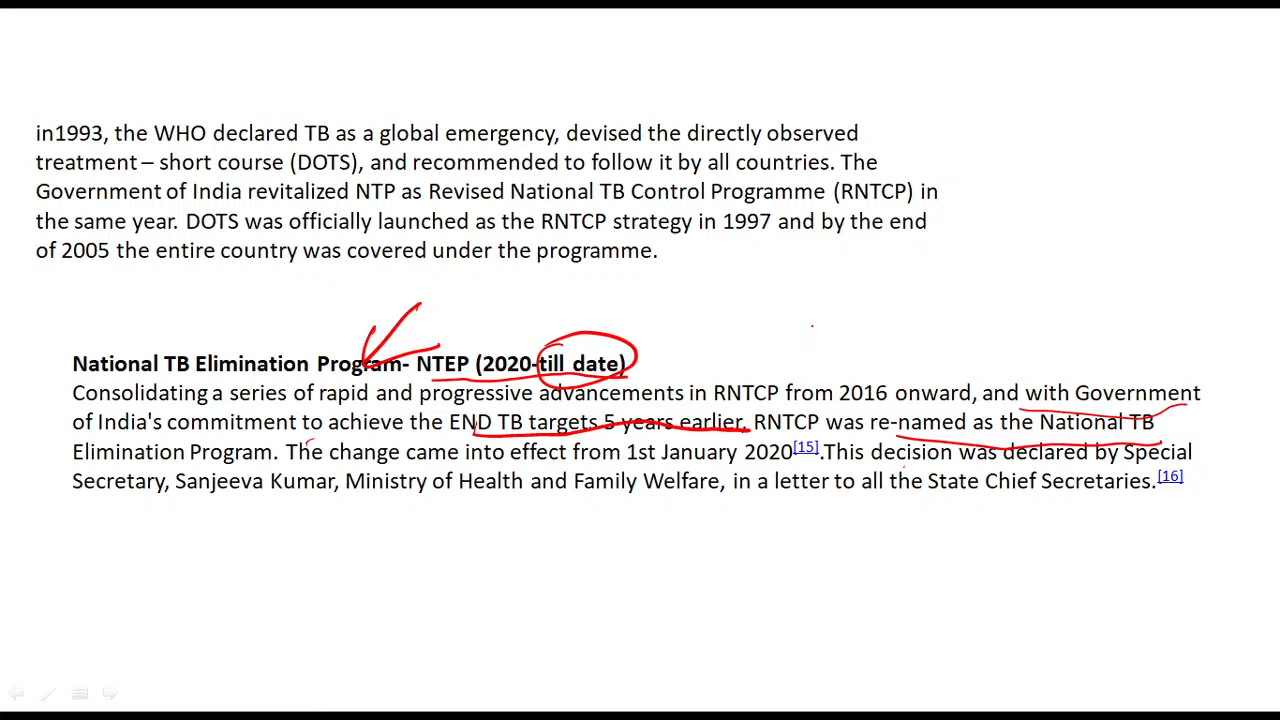 in1993, the WHO declared TB as a global emergency, devised the directly observed
treatment – short course (DOTS), and recommended to follow it by all countries. The
Government of India revitalized NTP as Revised National TB Control Programme (RNTCP) in
the same year. DOTS was officially launched as the RNTCP strategy in 1997 and by the end
of 2005 the entire country was covered under the programme.
National TB Elimination Program- NTEP (2020-till date)
Consolidating a series of rapid and progressive advancements in RNTCP from 2016 onward, and with Government
of India's commitment to achieve the END TB targets 5 years earlier, RNTCP was re-named as the National TB
Elimination Program. The change came into effect from 1st January 2020[15].This decision was declared by Special
Secretary, Sanjeeva Kumar, Ministry of Health and Family Welfare, in a letter to all the State Chief Secretaries.[16]